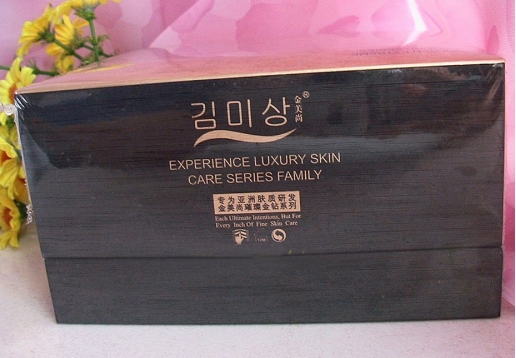 김미상®
金美尚
EXPERIENCE LUXURY SKIN
CARE SERIES FAMILY
专为亚洲肤质研发
金美尚璀璨金钻系列
Each Ultimate Intentions, But For
Every Inch Of Fine Skin Care